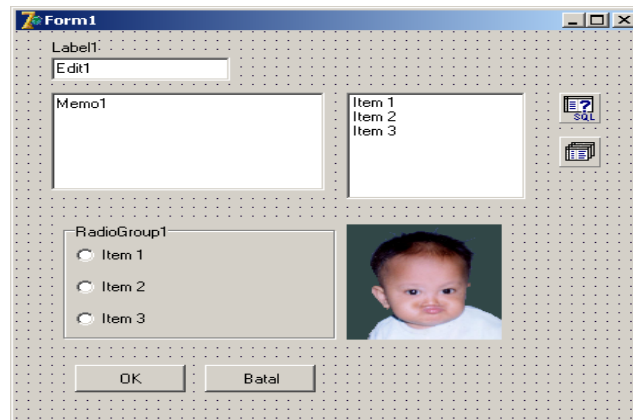 Form1
Label1
Edit1
Memo1
Item 1
Item 2
Item 3
SQL
RadioGroup1
Item 1
Item 2
Item 3
OK
Batal